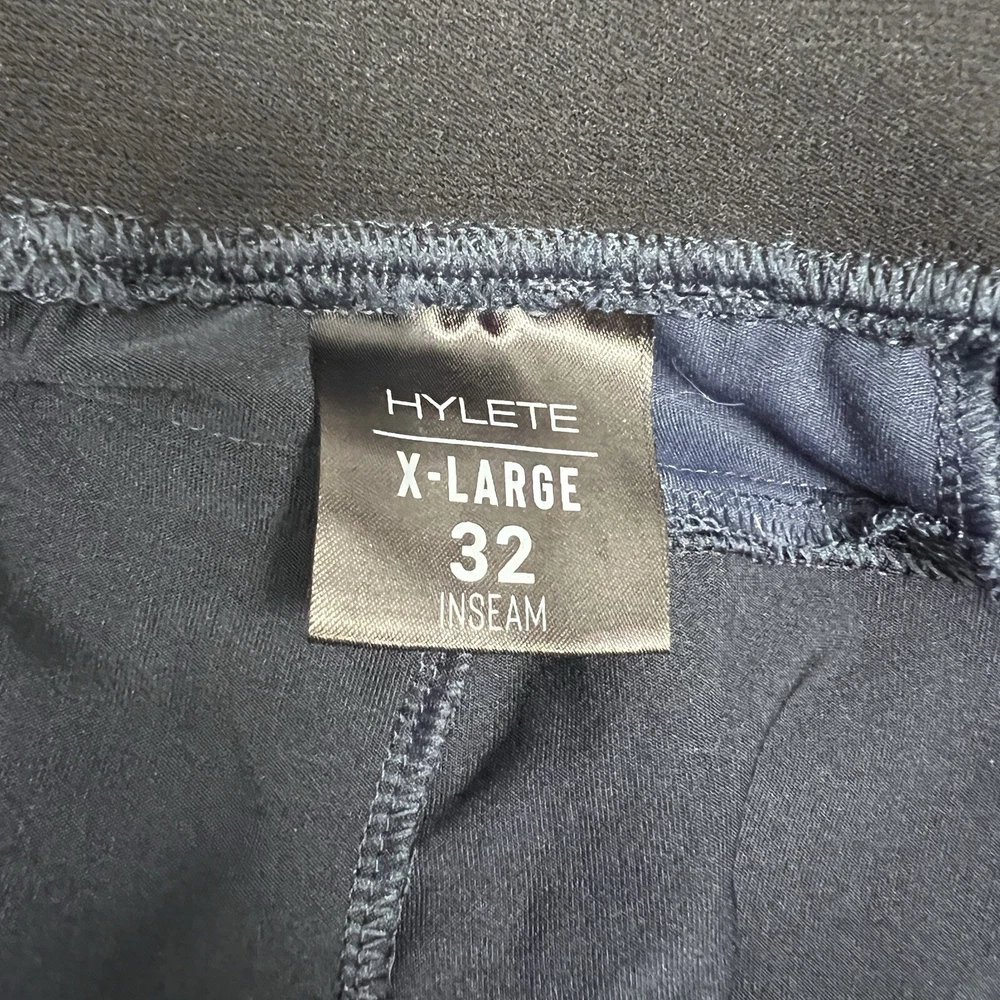 HYLETE
X-LARGE
32
INSEAM